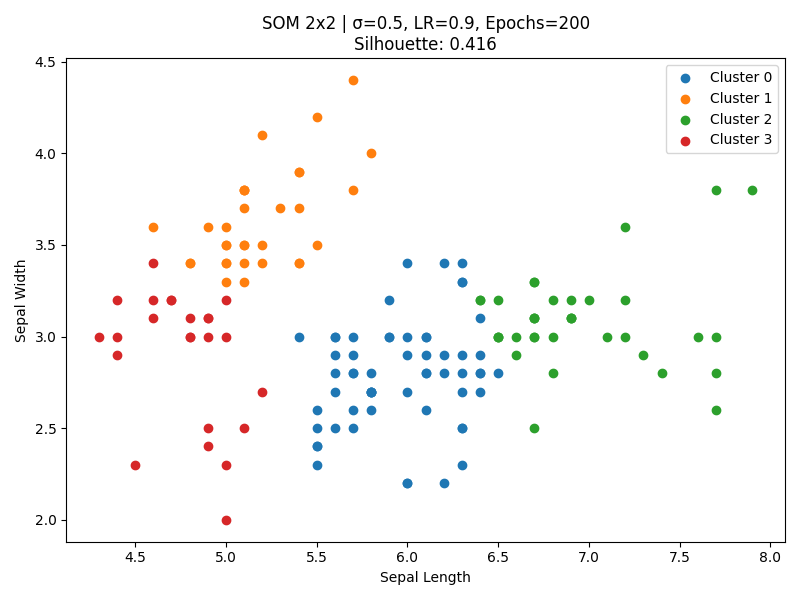 SOM 2x2 | σ=0.5, LR=0.9, Epochs=200
Silhouette: 0.416
Cluster 0
Cluster 1
Cluster 2
Cluster 3
4.5
4.0
3.5
3.0
2.5
2.0
Sepal Width
4.5 5.0 5.5 6.0 6.5 7.0 7.5 8.0
Sepal Length